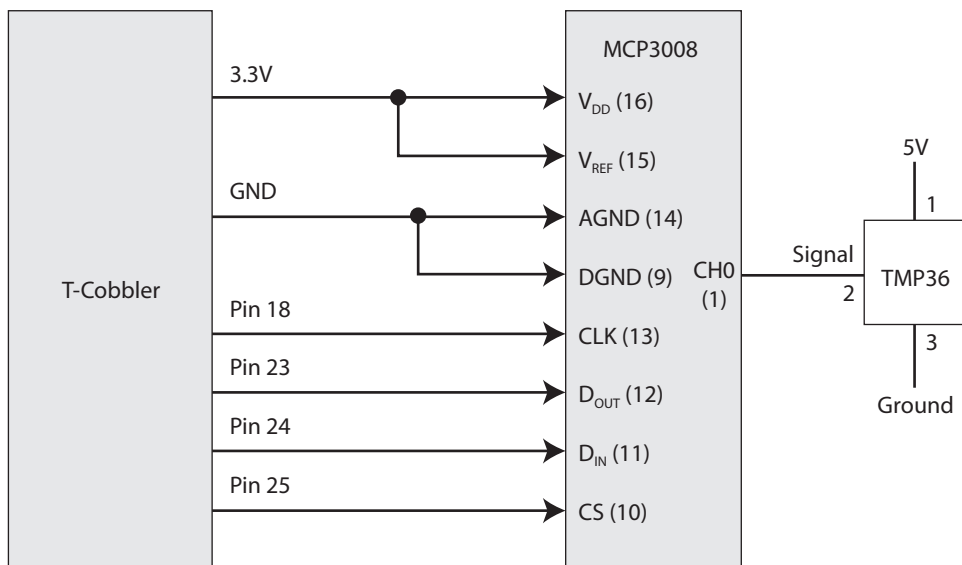 T-Cobbler
3.3V
GND
Pin 18
Pin 23
Pin 24
Pin 25
MCP3008
VDD (16)
VREF (15)
AGND (14)
DGND (9)
CLK (13)
DOUT (12)
DIN (11)
CS (10)
CH0
(1)
Signal
2
5V
1
TMP36
3
Ground